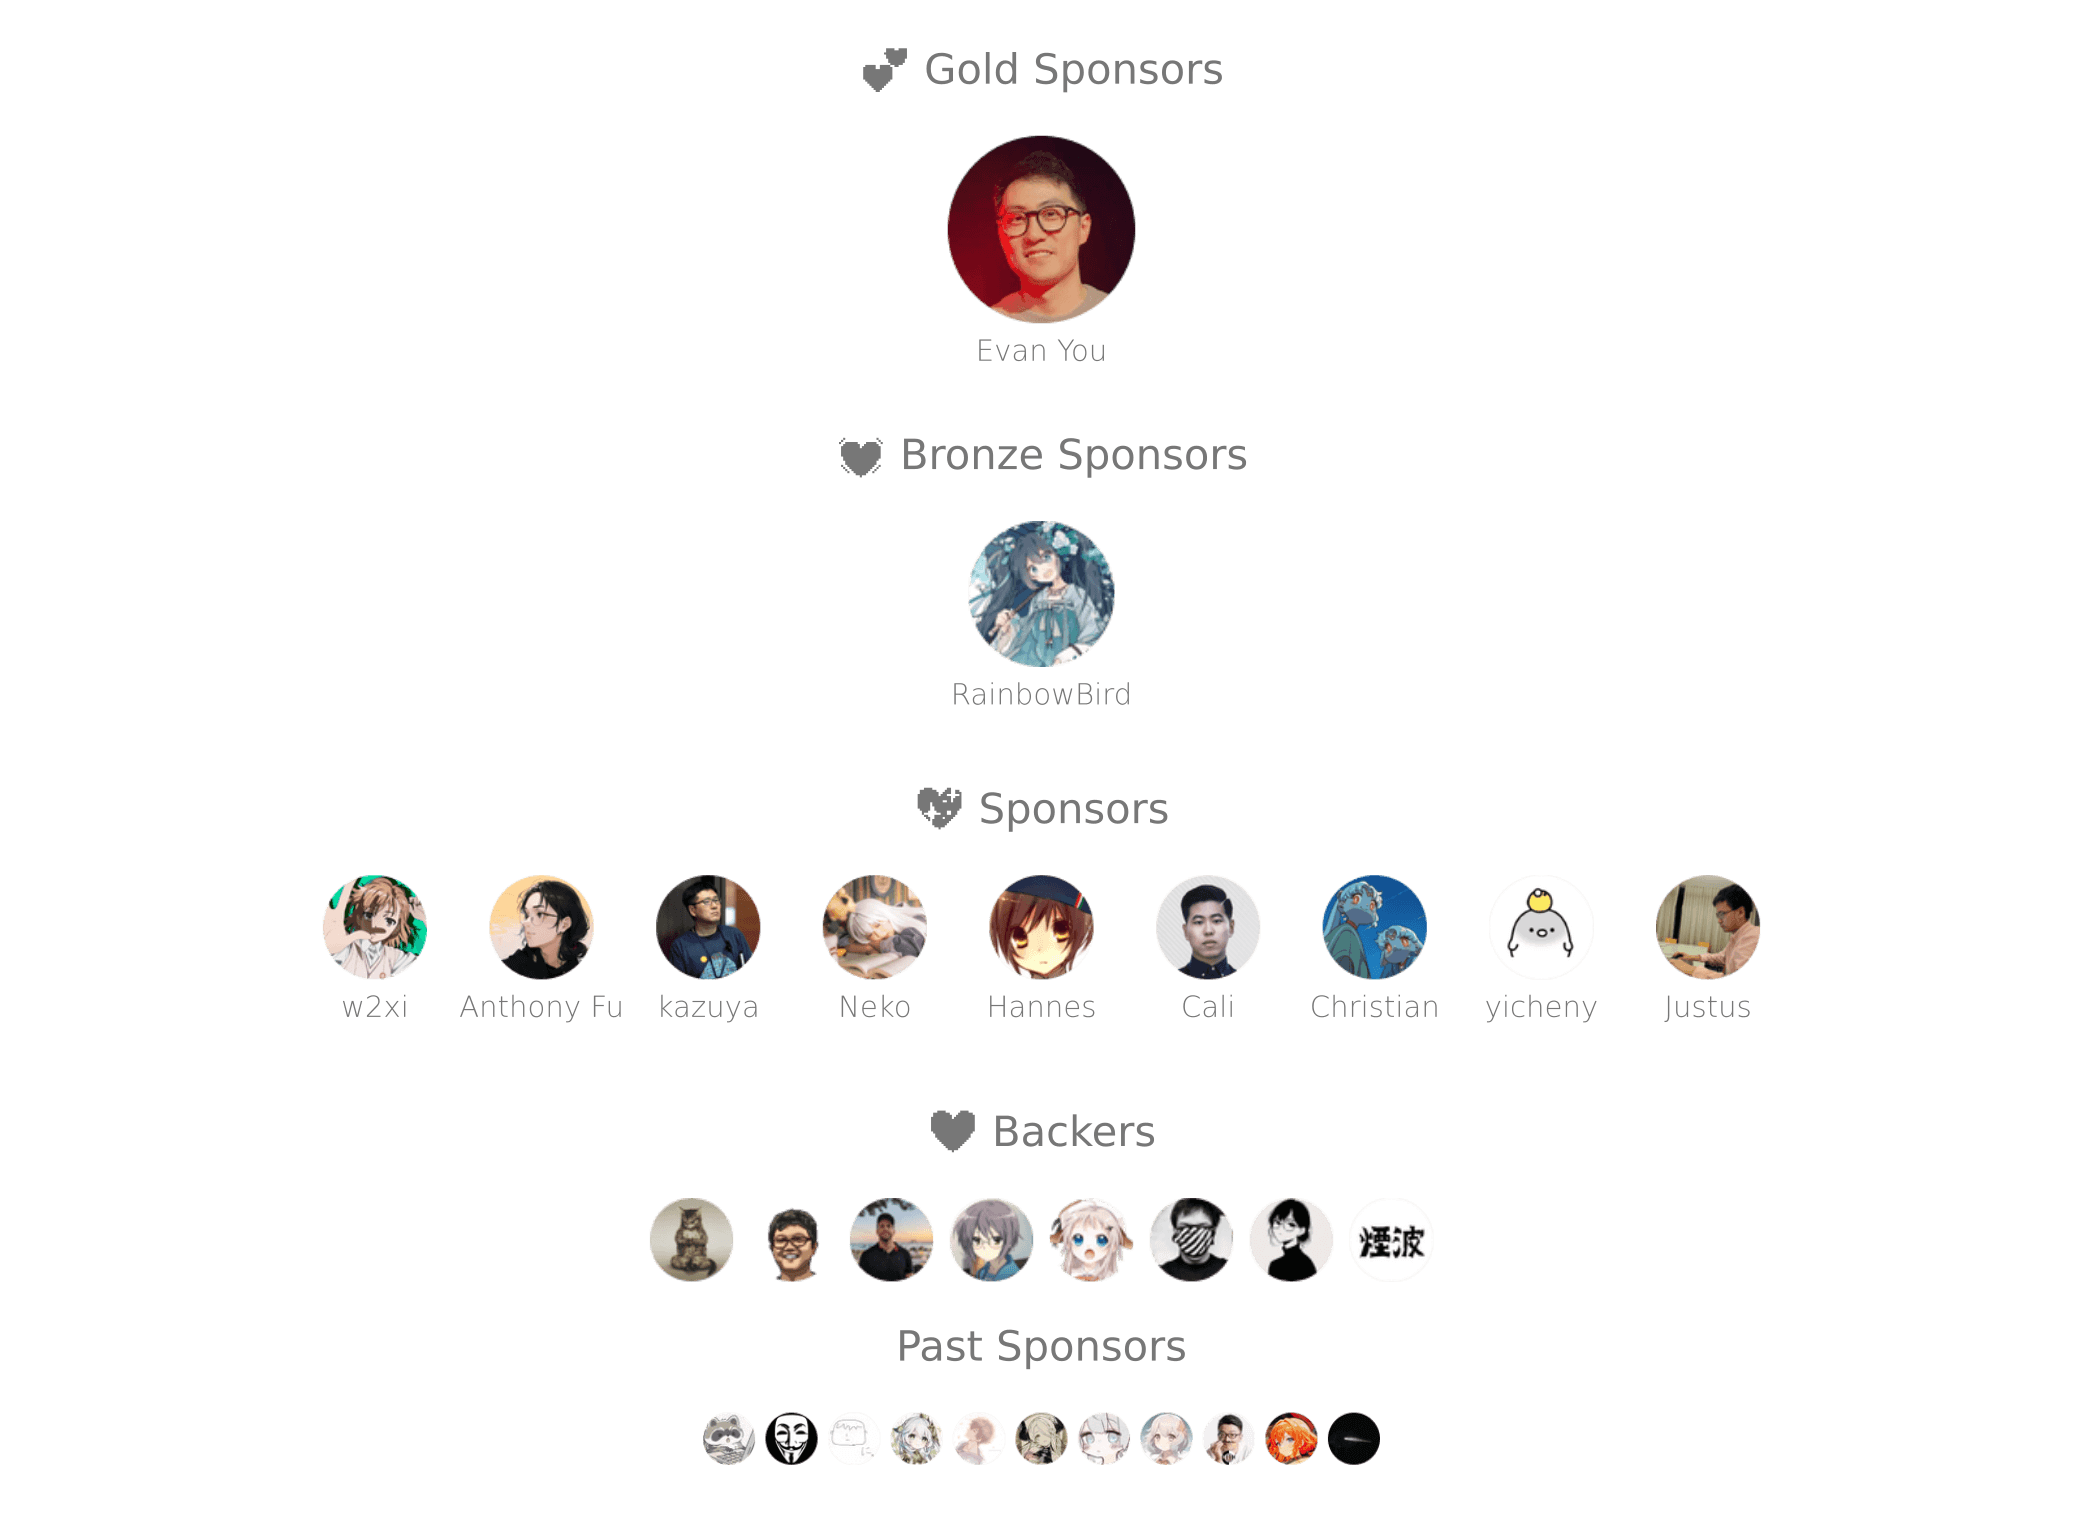 Gold Sponsors
Evan You
Bronze Sponsors
RainbowBird
Sponsors
w2xi Anthony Fu kazuya Neko Hannes Cali Christian yicheny Justus
Backers
煙波
Past Sponsors